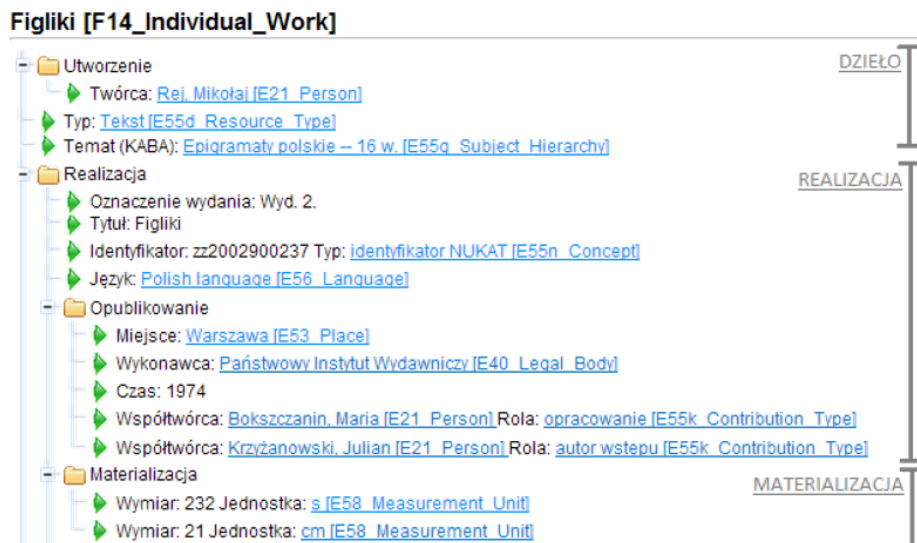 Figliki [F14_Individual_Work]
Utworzenie
DZIEŁO
Twórca: Rej, Mikołaj [E21_Person]
Typ: Tekst [E55d_Resource_Type]
Temat (KABA): Epigramaty polskie -- 16 w. [E55g_Subject_Hierarchy]
Realizacja
REALIZACJA
Oznaczenie wydania: Wyd. 2.
Tytuł: Figliki
Identyfikator: zz2002900237 Typ: identyfikator NUKAT [E55n_Concept]
Język: Polish language [E56_Language]
Opublikowanie
Miejsce: Warszawa [E53_Place]
Wykonawca: Państwowy Instytut Wydawniczy [E40_Legal_Body]
Czas: 1974
Współtwórca: Bokszczanin, Maria [E21_Person] Rola: opracowanie [E55k_Contribution_Type]
Współtwórca: Krzyżanowski, Julian [E21_Person] Rola: autor wstepu [E55k_Contribution_Type]
Materializacja
MATERIALIZACJA
Wymiar: 232 Jednostka: s [E58_Measurement_Unit]
Wymiar: 21 Jednostka: cm [E58_Measurement_Unit]